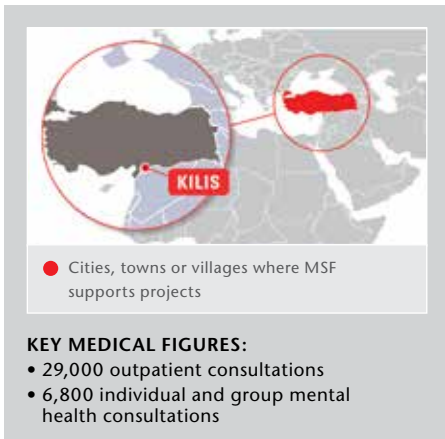 KILIS
Cities, towns or villages where MSF
supports projects
KEY MEDICAL FIGURES:
• 29,000 outpatient consultations
• 6,800 individual and group mental
health consultations